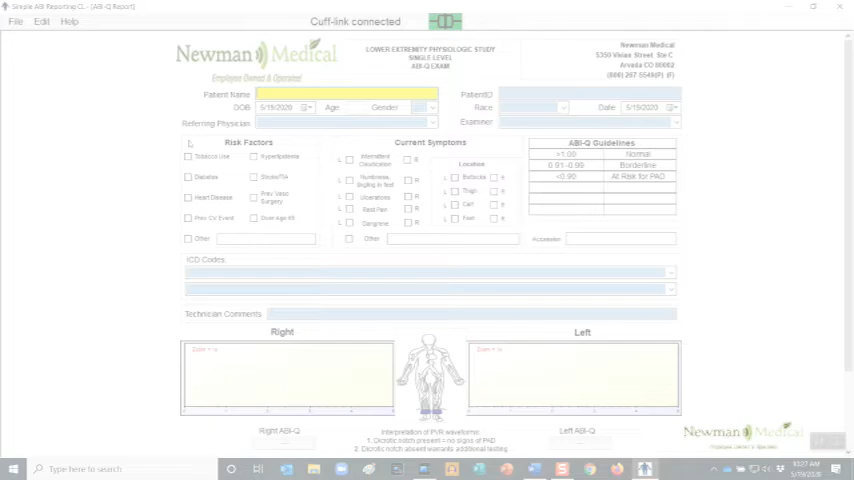 Simple ABI Reporting CL - [ABI-Q Report]
File Edit Help
Cuff-link connected
Newman Medical
Employee Owned & Operated
LOWER EXTREMITY PHYSIOLOGIC STUDY
SINGLE LEVEL
ABI-Q EXAM
Newman Medical
5350 Vivian Street Ste C
Arvada CO 80002
(800) 267-5549(P) (F)
Patient Name
PatientID
DOB 5/19/2020 Age Gender
Race Date 5/19/2020
Referring Physician:
Examiner:
Risk Factors
Tobacco Use Hyperlipidemia
Diabetes Stroke/TIA
Heart Disease Prev Vasc Surgery
Prev CV Event Over Age 65
Other
Current Symptoms
L Intermittent Claudication R
L Numbness, tingling in feet R
L Ulcerations R
L Rest Pain R
L Gangrene R
Other
Location
L Buttocks R
L Thigh R
L Calf R
L Foot R
ABI-Q Guidelines
>1.00 Normal
0.91-0.99 Borderline
<0.90 At Risk for PAD
Accession
ICD Codes:
Technician Comments:
Right
Left
Right ABI-Q
Left ABI-Q
Interpretation of PVR waveforms:
1. Dicrotic notch present = no signs of PAD
2. Dicrotic notch absent warrants additional testing
Newman Medical
Type here to search
10:27 AM
5/19/2020